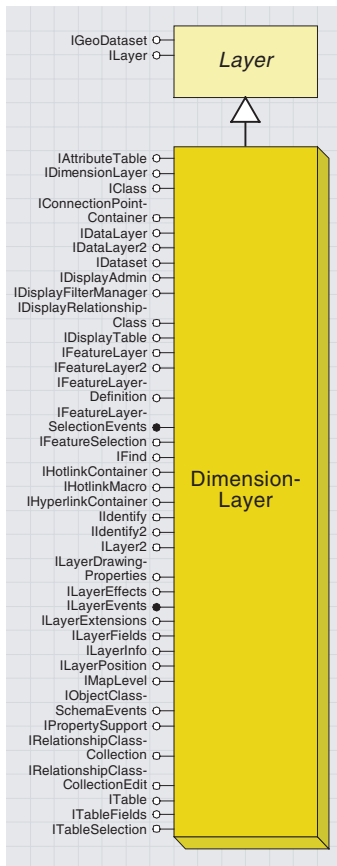 IGeoDataset
ILayer
Layer
IAttributeTable
IDimensionLayer
IClass
IConnectionPoint-
Container
IDataLayer
IDataLayer2
IDataset
IDisplayAdmin
IDisplayFilterManager
IDisplayRelationship-
Class
IDisplayTable
IFeatureLayer
IFeatureLayer2
IFeatureLayer-
Definition
IFeatureLayer-
SelectionEvents
IFeatureSelection
IFind
IHotlinkContainer
IHotlinkMacro
IHyperlinkContainer
IIdentify
IIdentify2
ILayer2
ILayerDrawing-
Properties
ILayerEffects
ILayerEvents
ILayerExtensions
ILayerFields
ILayerInfo
ILayerPosition
IMapLevel
IObjectClass-
SchemaEvents
IPropertySupport
IRelationshipClass-
Collection
IRelationshipClass-
CollectionEdit
ITable
ITableFields
ITableSelection
Dimension-
Layer